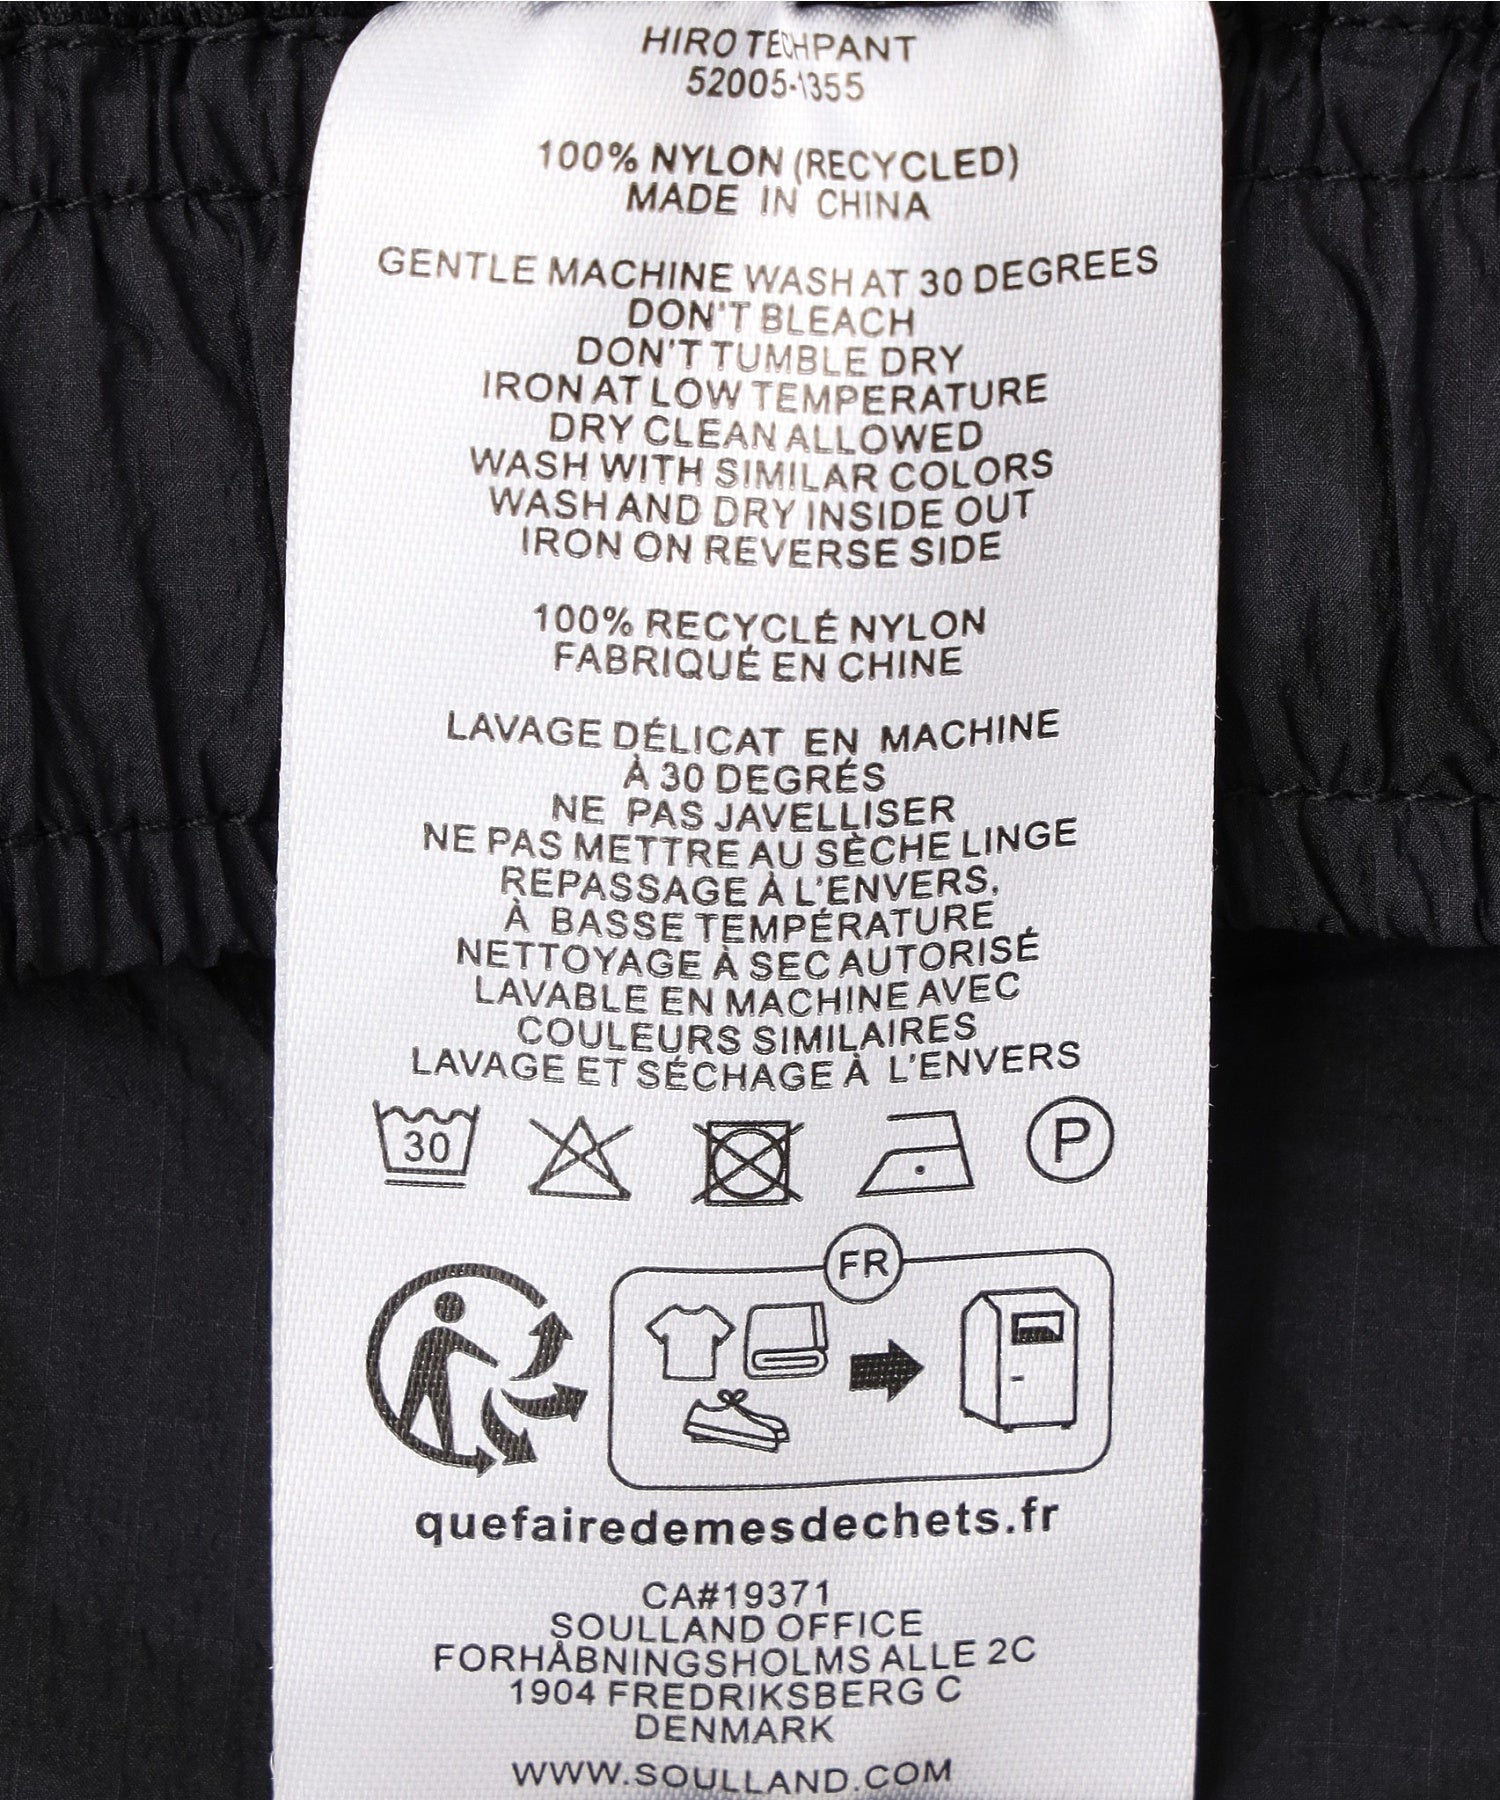 HIRO TECHPANT
52005-1355
100% NYLON (RECYCLED)
MADE IN CHINA
GENTLE MACHINE WASH AT 30 DEGREES
DON'T BLEACH
DON'T TUMBLE DRY
IRON AT LOW TEMPERATURE
DRY CLEAN ALLOWED
WASH WITH SIMILAR COLORS
WASH AND DRY INSIDE OUT
IRON ON REVERSE SIDE
100% RECYCLÉ NYLON
FABRIQUÉ EN CHINE
LAVAGE DÉLICAT EN MACHINE
À 30 DEGRÉS
NE PAS JAVELLISER
NE PAS METTRE AU SÈCHE LINGE
REPASSAGE À L'ENVERS,
À BASSE TEMPÉRATURE
NETTOYAGE À SEC AUTORISÉ
LAVABLE EN MACHINE AVEC
COULEURS SIMILAIRES
LAVAGE ET SÉCHAGE À L'ENVERS
30
P
FR
quefairedemesdechets.fr
CA#19371
SOULLAND OFFICE
FORHÅBNINGSHOLMS ALLE 2C
1904 FREDRIKSBERG C
DENMARK
WWW.SOULLAND.COM